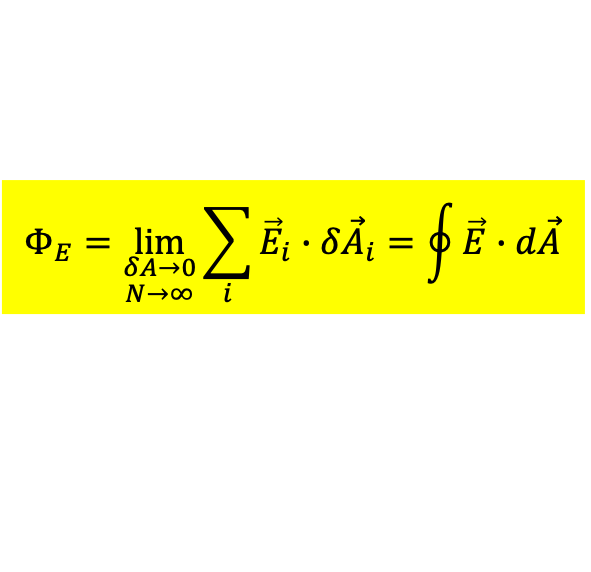 Φ_E = lim_{δA→0, N→∞} ∑_i E⃗_i · δA⃗_i = ∮ E⃗ · dA⃗